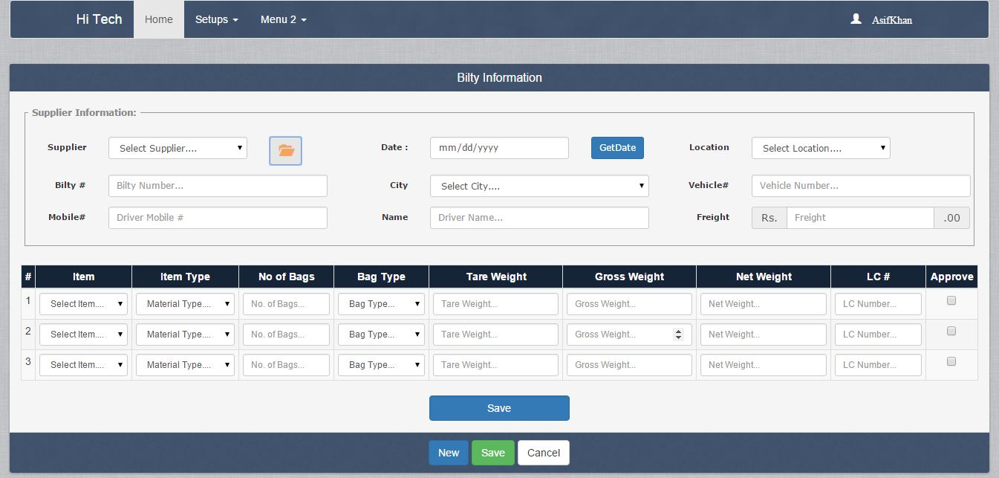 Hi Tech Home Setups Menu 2 AsifKhan
Bilty Information
Supplier Information:
Supplier Select Supplier.... Date : mm/dd/yyyy GetDate Location Select Location....
Bilty # Bilty Number... City Select City.... Vehicle# Vehicle Number...
Mobile# Driver Mobile # Name Driver Name... Freight Rs. Freight .00
# Item Item Type No of Bags Bag Type Tare Weight Gross Weight Net Weight LC # Approve
1 Select Item.... Material Type.... No. of Bags... Bag Type... Tare Weight... Gross Weight... Net Weight... LC Number...
2 Select Item.... Material Type.... No. of Bags... Bag Type... Tare Weight... Gross Weight... Net Weight... LC Number...
3 Select Item.... Material Type.... No. of Bags... Bag Type... Tare Weight... Gross Weight... Net Weight... LC Number...
Save
New Save Cancel